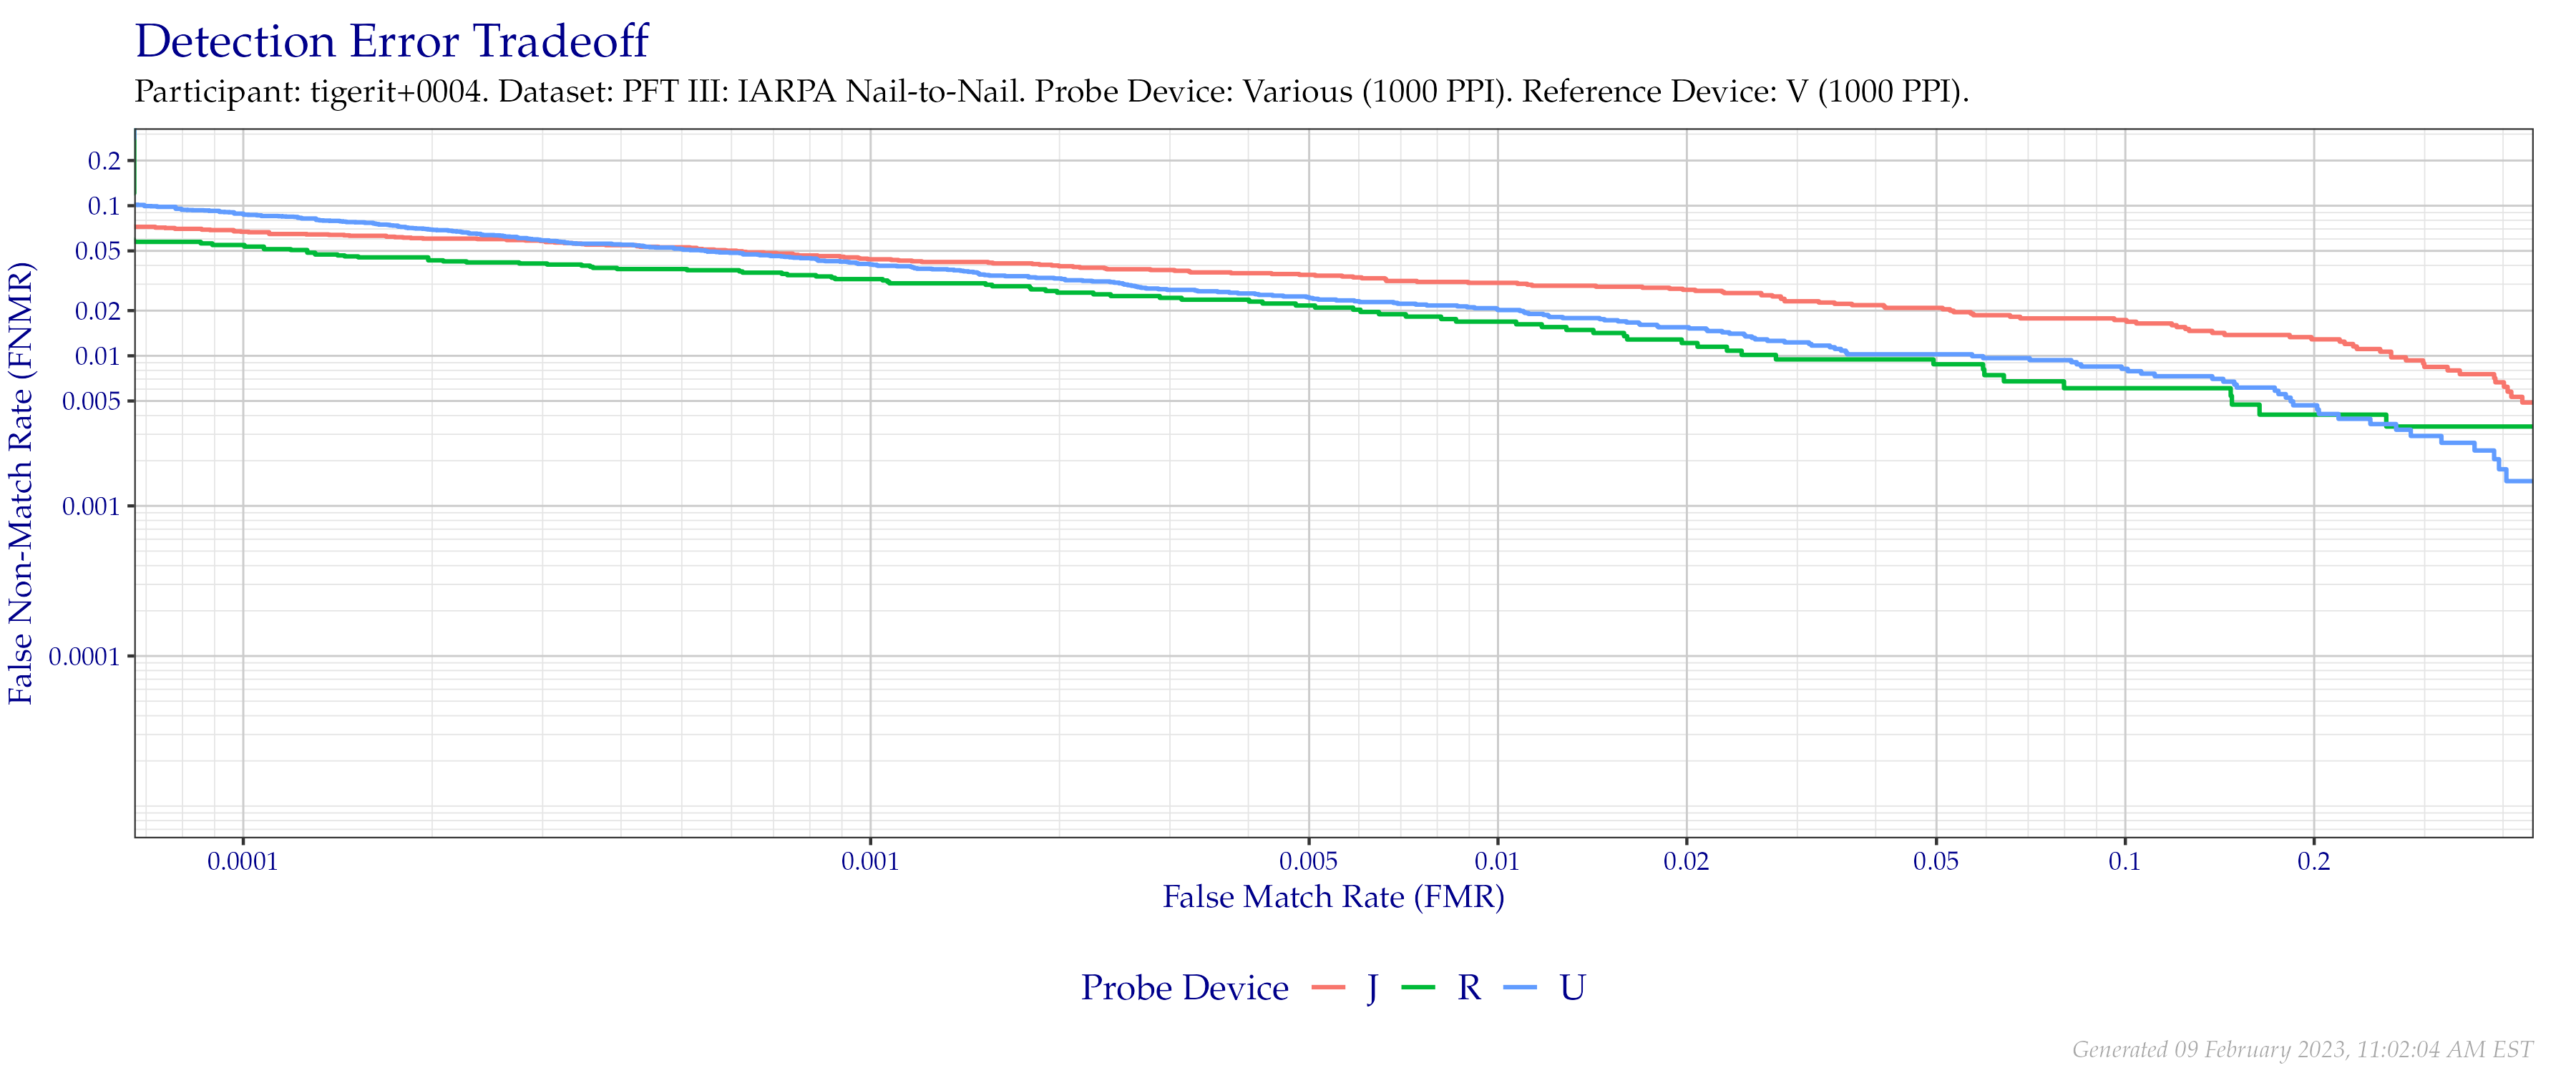 Detection Error Tradeoff
Participant: tigerit+0004. Dataset: PFT III: IARPA Nail-to-Nail. Probe Device: Various (1000 PPI). Reference Device: V (1000 PPI).
False Non-Match Rate (FNMR)
0.2
0.1
0.05
0.02
0.01
0.005
0.001
0.0001
0.0001 0.001 0.005 0.01 0.02 0.05 0.1 0.2
False Match Rate (FMR)
Probe Device J R U
Generated 09 February 2023, 11:02:04 AM EST